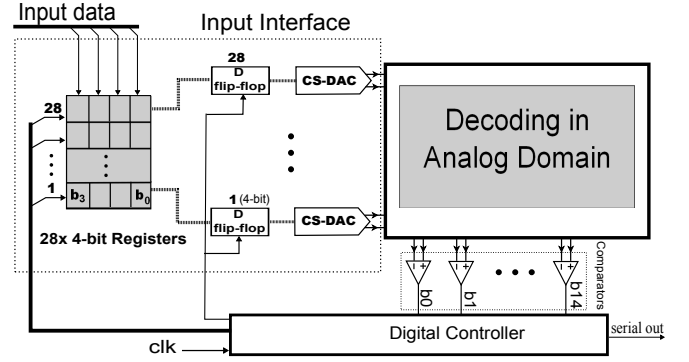 Input data
Input Interface
28
D
flip-flop
CS-DAC
28
1
b3
b0
28x 4-bit Registers
1 (4-bit)
D
flip-flop
CS-DAC
Decoding in
Analog Domain
Comparators
- +
- +
- +
b0
b1
b14
Digital Controller
clk
serial out